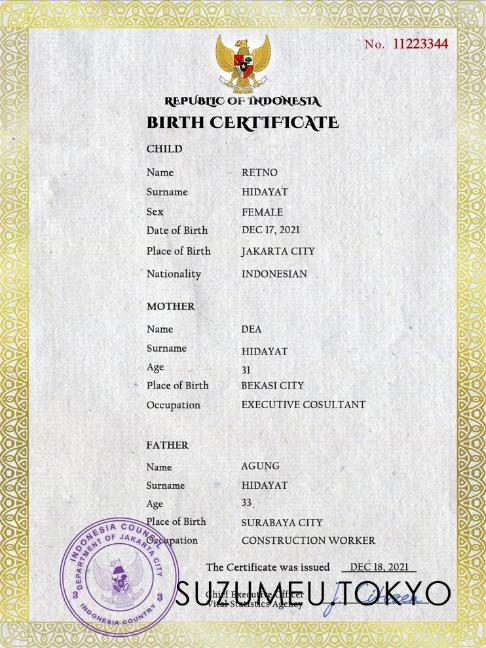 No. 11223344
REPUBLIC OF INDONESIA
BIRTH CERTIFICATE
CHILD
Name RETNO
Surname HIDAYAT
Sex FEMALE
Date of Birth DEC 17, 2021
Place of Birth JAKARTA CITY
Nationality INDONESIAN
MOTHER
Name DEA
Surname HIDAYAT
Age 31
Place of Birth BEKASI CITY
Occupation EXECUTIVE COSULTANT
FATHER
Name AGUNG
Surname HIDAYAT
Age 33
Place of Birth SURABAYA CITY
Occupation CONSTRUCTION WORKER
INDONESIA COUNCIL
DEPARTMENT OF JAKARTA CITY
3 3
INDONESIA COUNTRY
The Certificate was issued DEC 18, 2021
SUZUMEU.TOKYO
Chief Executive Officer
Vital Statistics Agency